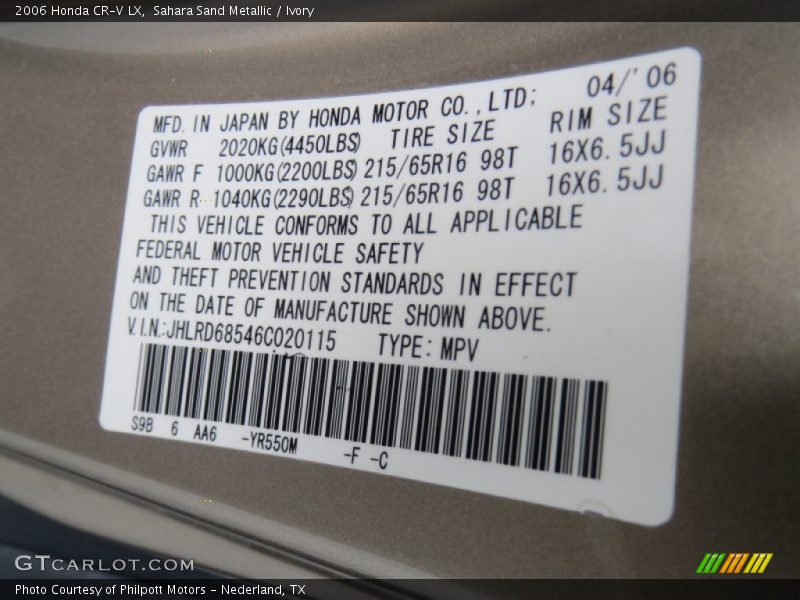 2006 Honda CR-V LX,  Sahara Sand Metallic / Ivory
04/'06
MFD. IN JAPAN BY HONDA MOTOR CO.,LTD;
GVWR 2020KG(4450LBS) TIRE SIZE RIM SIZE
GAWR F 1000KG(2200LBS) 215/65R16 98T 16X6.5JJ
GAWR R 1040KG(2290LBS) 215/65R16 98T 16X6.5JJ
THIS VEHICLE CONFORMS TO ALL APPLICABLE
FEDERAL MOTOR VEHICLE SAFETY
AND THEFT PREVENTION STANDARDS IN EFFECT
ON THE DATE OF MANUFACTURE SHOWN ABOVE.
V.I.N.:JHLRD68546C020115 TYPE: MPV
S9B 6 AA6 -YR550M -F -C
GTCARLOT.COM
Photo Courtesy of Philpott Motors - Nederland, TX